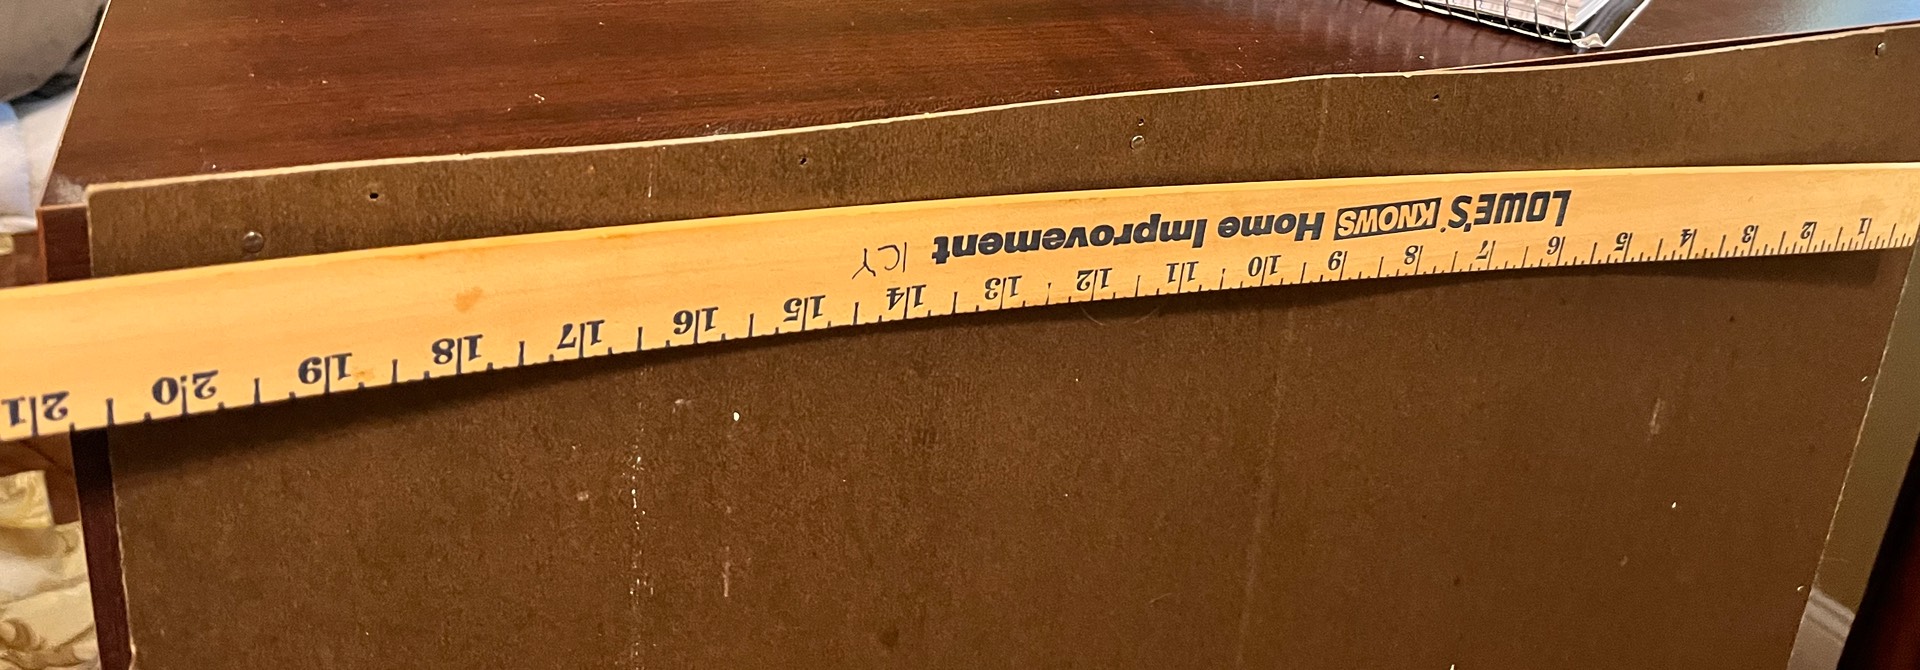 LOWE'S KNOWS Home Improvement
ICY
1 2 3 4 5 6 7 8 9 10 11 12 13 14 15 16 17 18 19 20 21